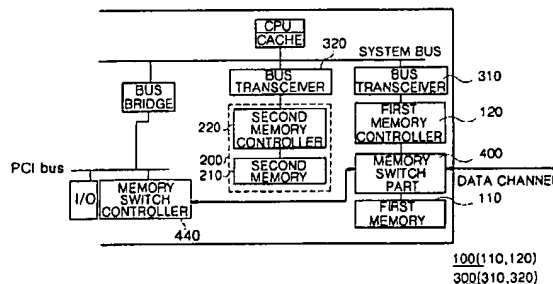 CPU
CACHE
320
SYSTEM BUS
BUS
BRIDGE
BUS
TRANSCEIVER
BUS
TRANSCEIVER
310
220
SECOND
MEMORY
CONTROLLER
FIRST
MEMORY
CONTROLLER
120
200
210
SECOND MEMORY
400
PCI bus
I/O
MEMORY
SWITCH
CONTROLLER
440
MEMORY
SWITCH
PART
DATA CHANNEL
110
FIRST
MEMORY
100(110,120)
300(310,320)